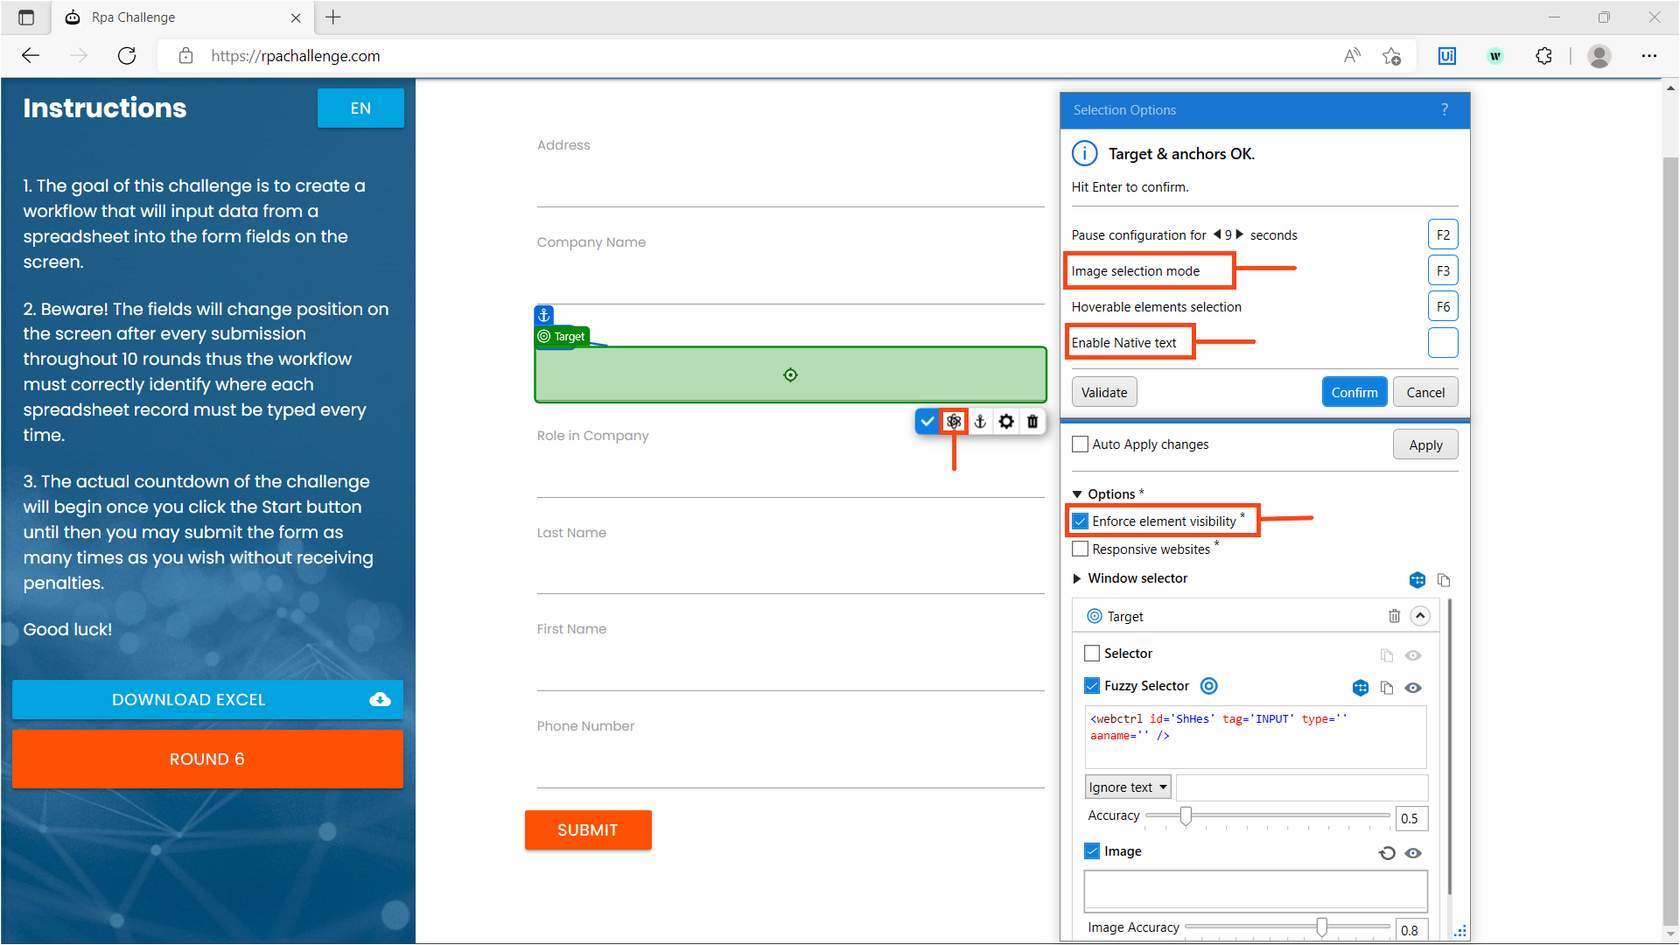 Rpa Challenge
https://rpachallenge.com
Instructions
EN
1. The goal of this challenge is to create a
workflow that will input data from a
spreadsheet into the form fields on the
screen.
2. Beware! The fields will change position on
the screen after every submission
throughout 10 rounds thus the workflow
must correctly identify where each
spreadsheet record must be typed every
time.
3. The actual countdown of the challenge
will begin once you click the Start button
until then you may submit the form as
many times as you wish without receiving
penalties.
Good luck!
DOWNLOAD EXCEL
ROUND 6
Address
Company Name
Target
Role in Company
Last Name
First Name
Phone Number
SUBMIT
Selection Options ?
Target & anchors OK.
Hit Enter to confirm.
Pause configuration for 9 seconds F2
Image selection mode F3
Hoverable elements selection F6
Enable Native text
Validate Confirm Cancel
Auto Apply changes Apply
Options *
Enforce element visibility *
Responsive websites *
Window selector
Target
Selector
Fuzzy Selector
<webctrl id='ShHes' tag='INPUT' type=''
aaname='' />
Ignore text
Accuracy 0.5
Image
Image Accuracy 0.8
Ui
W